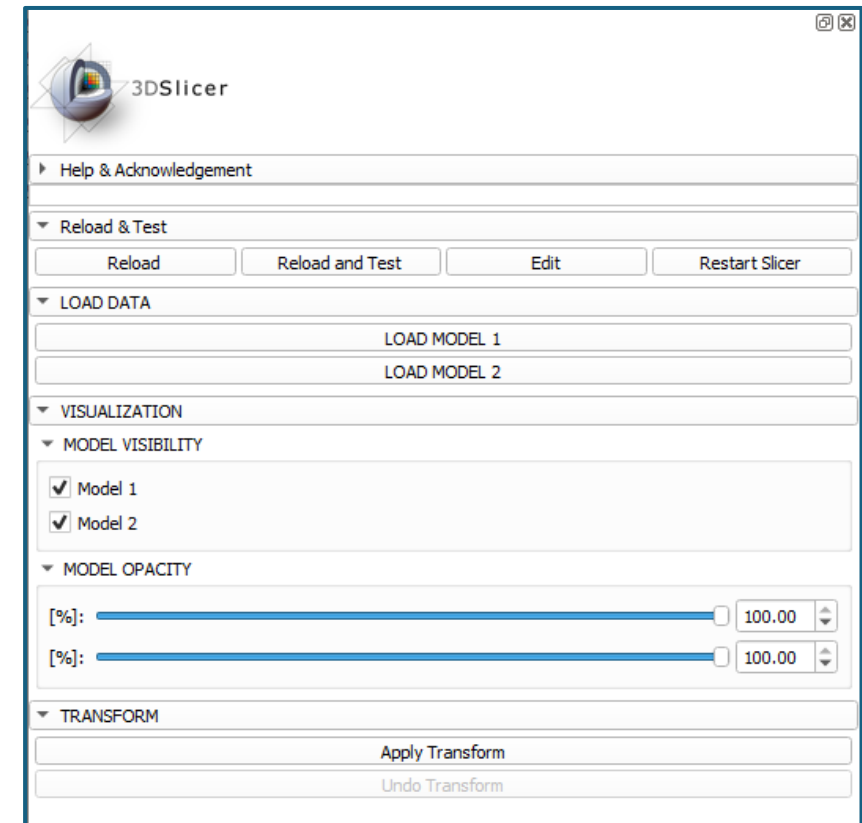 3DSlicer
Help & Acknowledgement
Reload & Test
Reload Reload and Test Edit Restart Slicer
LOAD DATA
LOAD MODEL 1
LOAD MODEL 2
VISUALIZATION
MODEL VISIBILITY
Model 1
Model 2
MODEL OPACITY
[%]: 100.00
[%]: 100.00
TRANSFORM
Apply Transform
Undo Transform